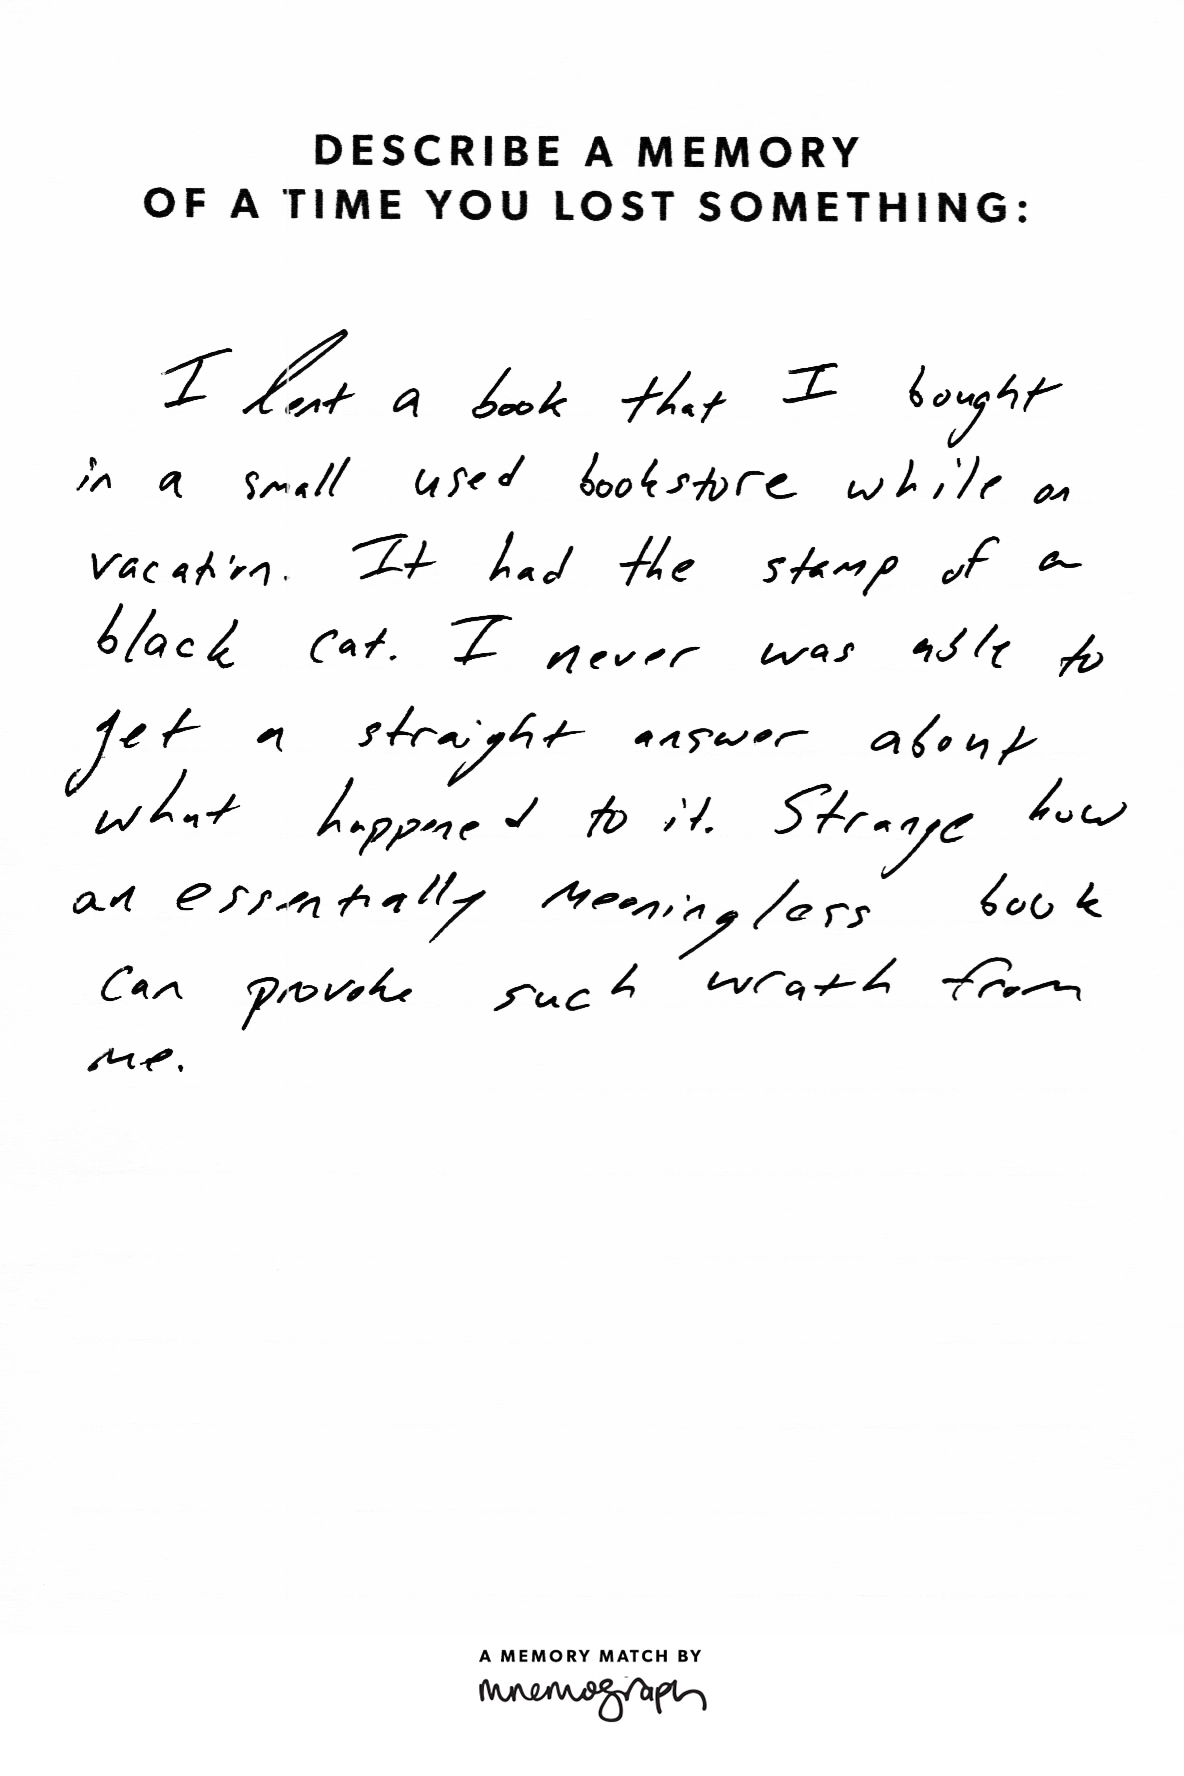 DESCRIBE A MEMORY
OF A TIME YOU LOST SOMETHING:
I lent a book that I bought
in a small used bookstore while on
vacation. It had the stamp of a
black cat. I never was able to
get a straight answer about
what happened to it. Strange how
an essentially meaningless book
can provoke such wrath from
me.
A MEMORY MATCH BY
mnemograph